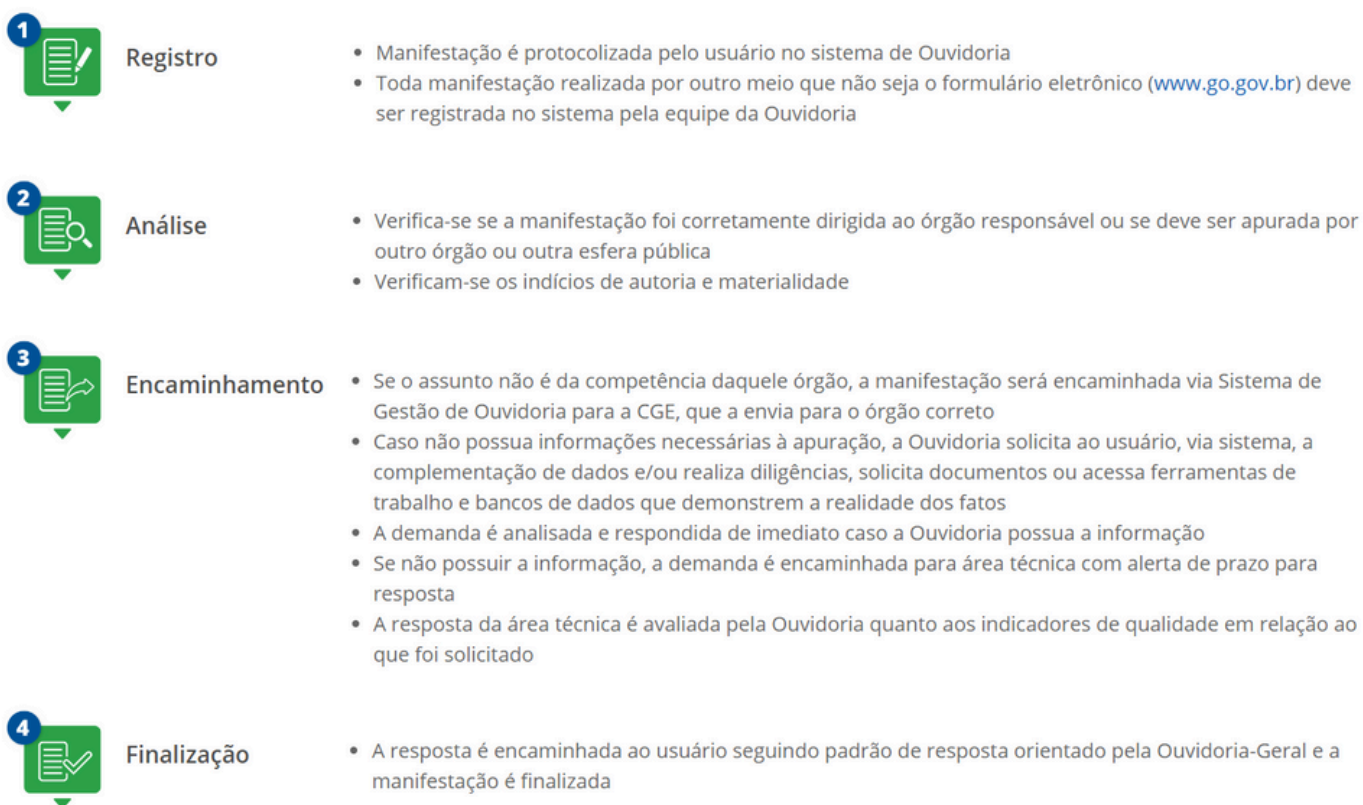 1
Registro
• Manifestação é protocolizada pelo usuário no sistema de Ouvidoria
• Toda manifestação realizada por outro meio que não seja o formulário eletrônico (www.go.gov.br) deve
ser registrada no sistema pela equipe da Ouvidoria
2
Análise
• Verifica-se se a manifestação foi corretamente dirigida ao órgão responsável ou se deve ser apurada por
outro órgão ou outra esfera pública
• Verificam-se os indícios de autoria e materialidade
3
Encaminhamento
• Se o assunto não é da competência daquele órgão, a manifestação será encaminhada via Sistema de
Gestão de Ouvidoria para a CGE, que a envia para o órgão correto
• Caso não possua informações necessárias à apuração, a Ouvidoria solicita ao usuário, via sistema, a
complementação de dados e/ou realiza diligências, solicita documentos ou acessa ferramentas de
trabalho e bancos de dados que demonstrem a realidade dos fatos
• A demanda é analisada e respondida de imediato caso a Ouvidoria possua a informação
• Se não possuir a informação, a demanda é encaminhada para área técnica com alerta de prazo para
resposta
• A resposta da área técnica é avaliada pela Ouvidoria quanto aos indicadores de qualidade em relação ao
que foi solicitado
4
Finalização
• A resposta é encaminhada ao usuário seguindo padrão de resposta orientado pela Ouvidoria-Geral e a
manifestação é finalizada